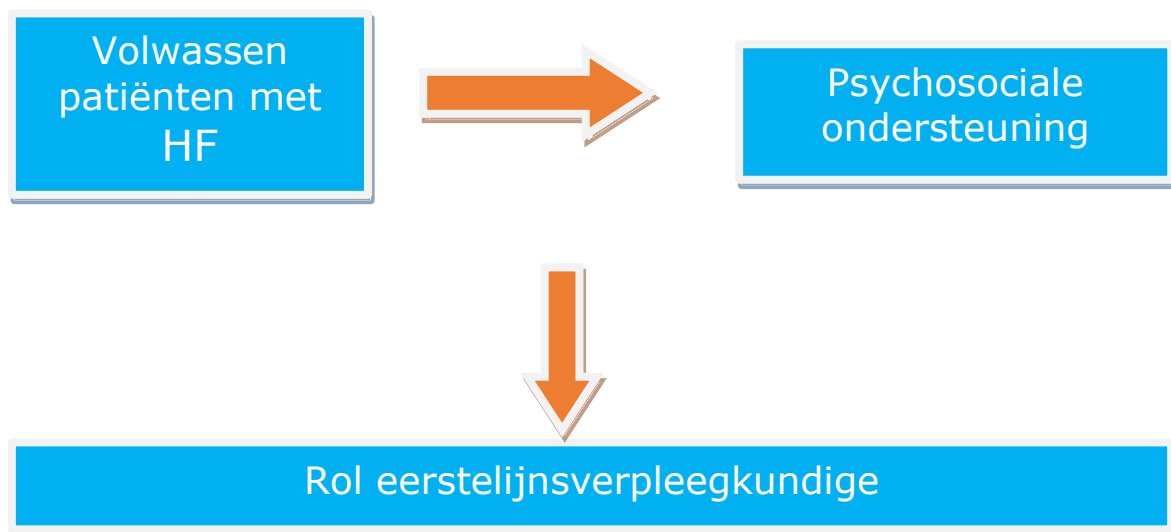 Volwassen
patiënten met
HF
Psychosociale
ondersteuning
Rol eerstelijnsverpleegkundige